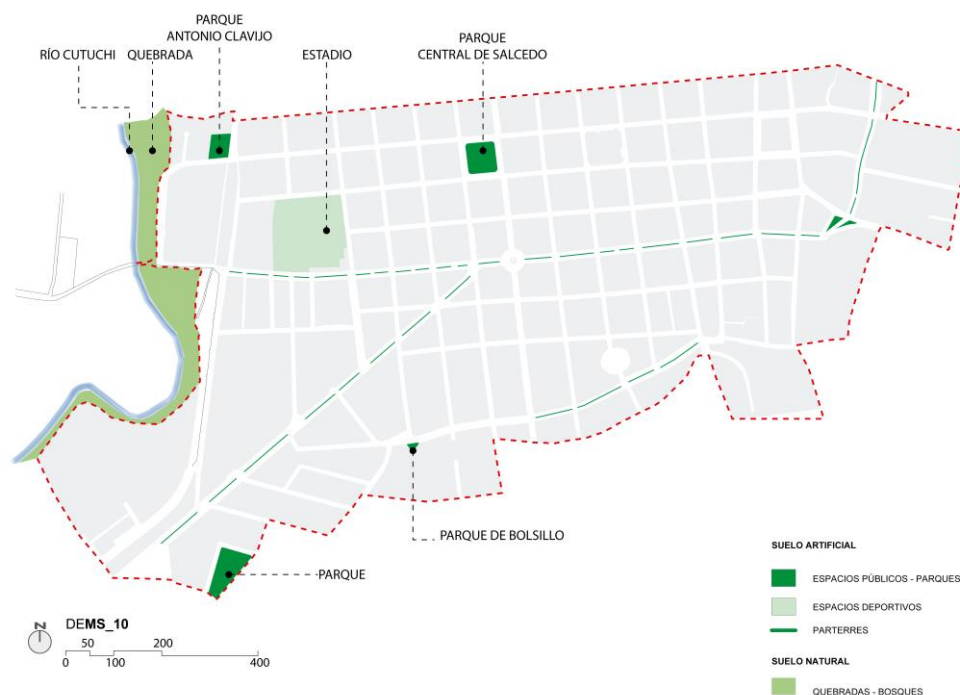 PARQUE
ANTONIO CLAVIJO
PARQUE
CENTRAL DE SALCEDO
RÍO CUTUCHI
QUEBRADA
ESTADIO
PARQUE DE BOLSILLO
PARQUE
SUELO ARTIFICIAL
ESPACIOS PÚBLICOS - PARQUES
ESPACIOS DEPORTIVOS
PARTERRES
SUELO NATURAL
QUEBRADAS - BOSQUES
N
DEMS_10
50 200
0 100 400